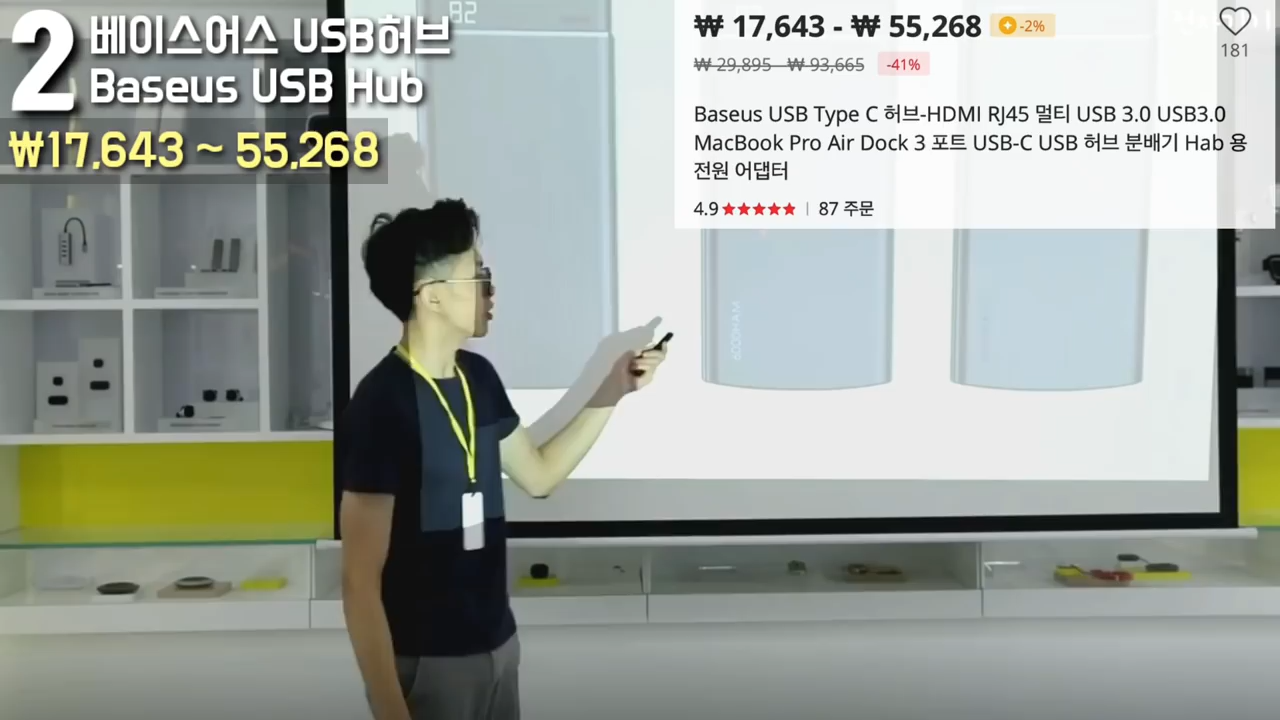 2
베이스어스 USB허브
Baseus USB Hub
₩17,643 ~ 55,268
82
₩ 17,643 - ₩ 55,268
-2%
₩ 29,895 - ₩ 93,665
-41%
181
Baseus USB Type C 허브-HDMI RJ45 멀티 USB 3.0 USB3.0
MacBook Pro Air Dock 3 포트 USB-C USB 허브 분배기 Hab 용
전원 어댑터
4.9 ★★★★★ | 87 주문
6000MAH